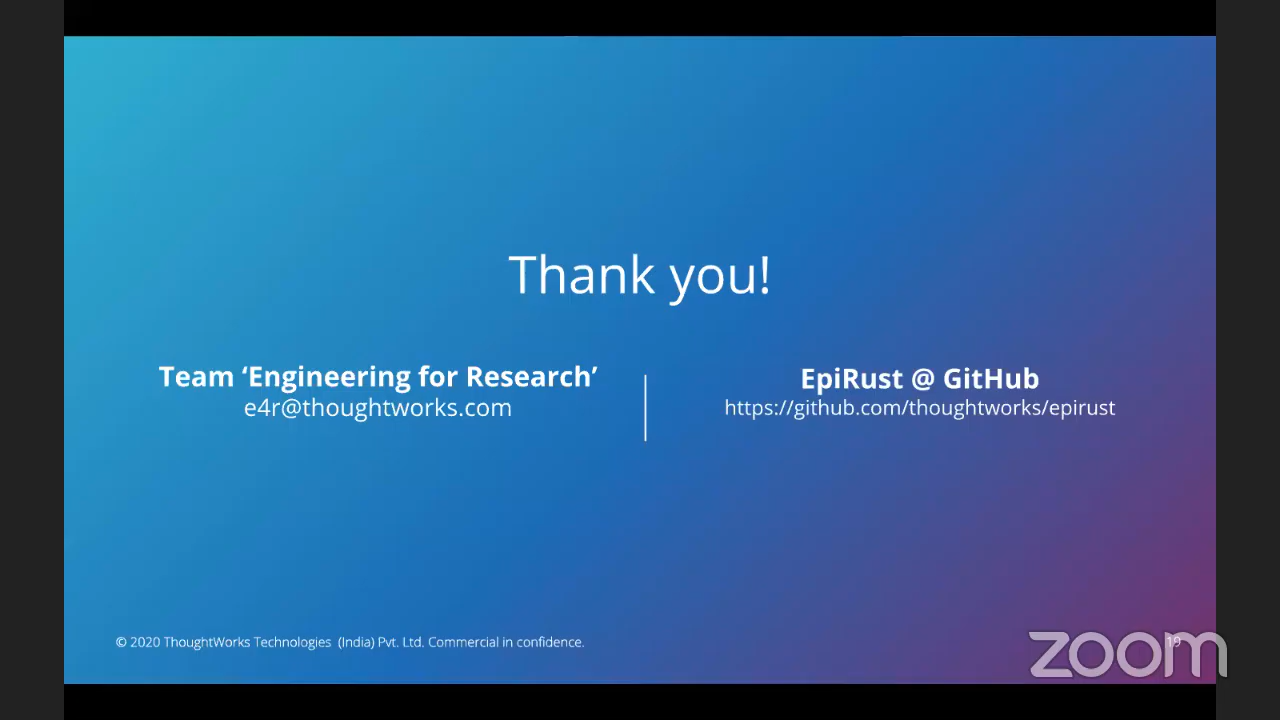 Thank you!
Team ‘Engineering for Research’
e4r@thoughtworks.com
EpiRust @ GitHub
https://github.com/thoughtworks/epirust
© 2020 ThoughtWorks Technologies (India) Pvt. Ltd. Commercial in confidence.
19
zoom